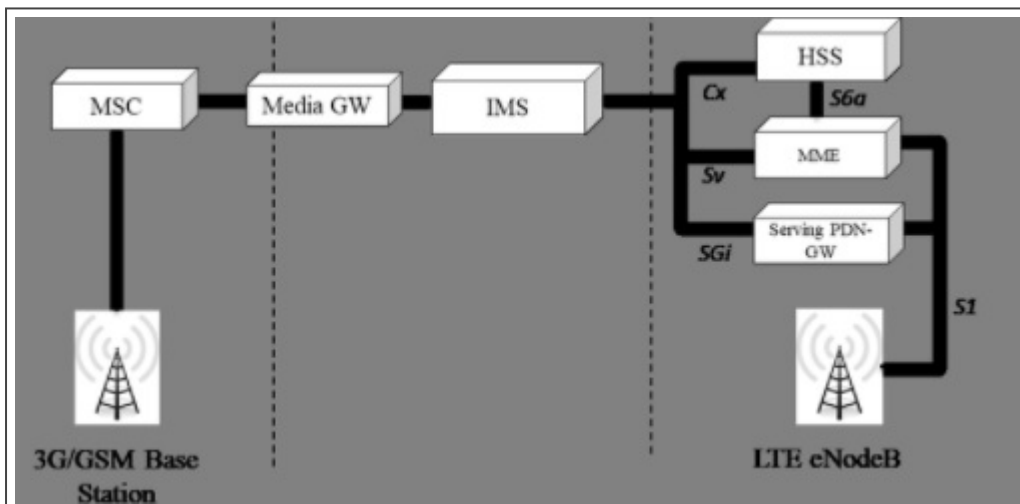 HSS
Cx
S6a
MSC
Media GW
IMS
MME
Sv
Serving PDN-
GW
SGi
S1
3G/GSM Base
Station
LTE eNodeB